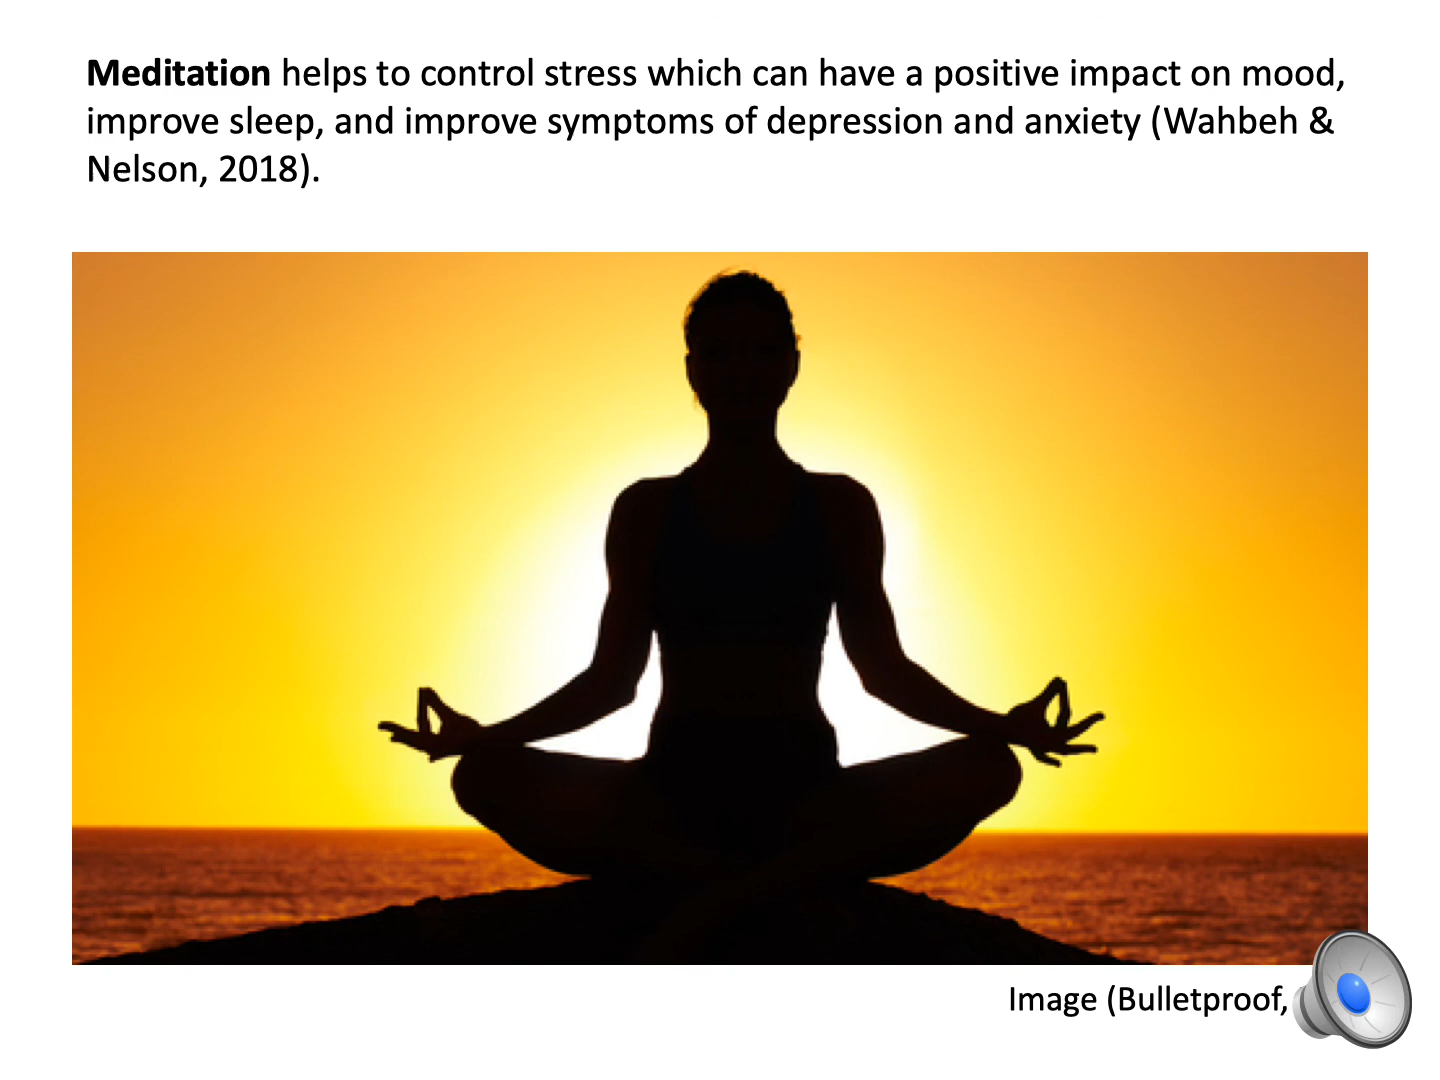 Meditation helps to control stress which can have a positive impact on mood,
improve sleep, and improve symptoms of depression and anxiety (Wahbeh &
Nelson, 2018).
Image (Bulletproof,